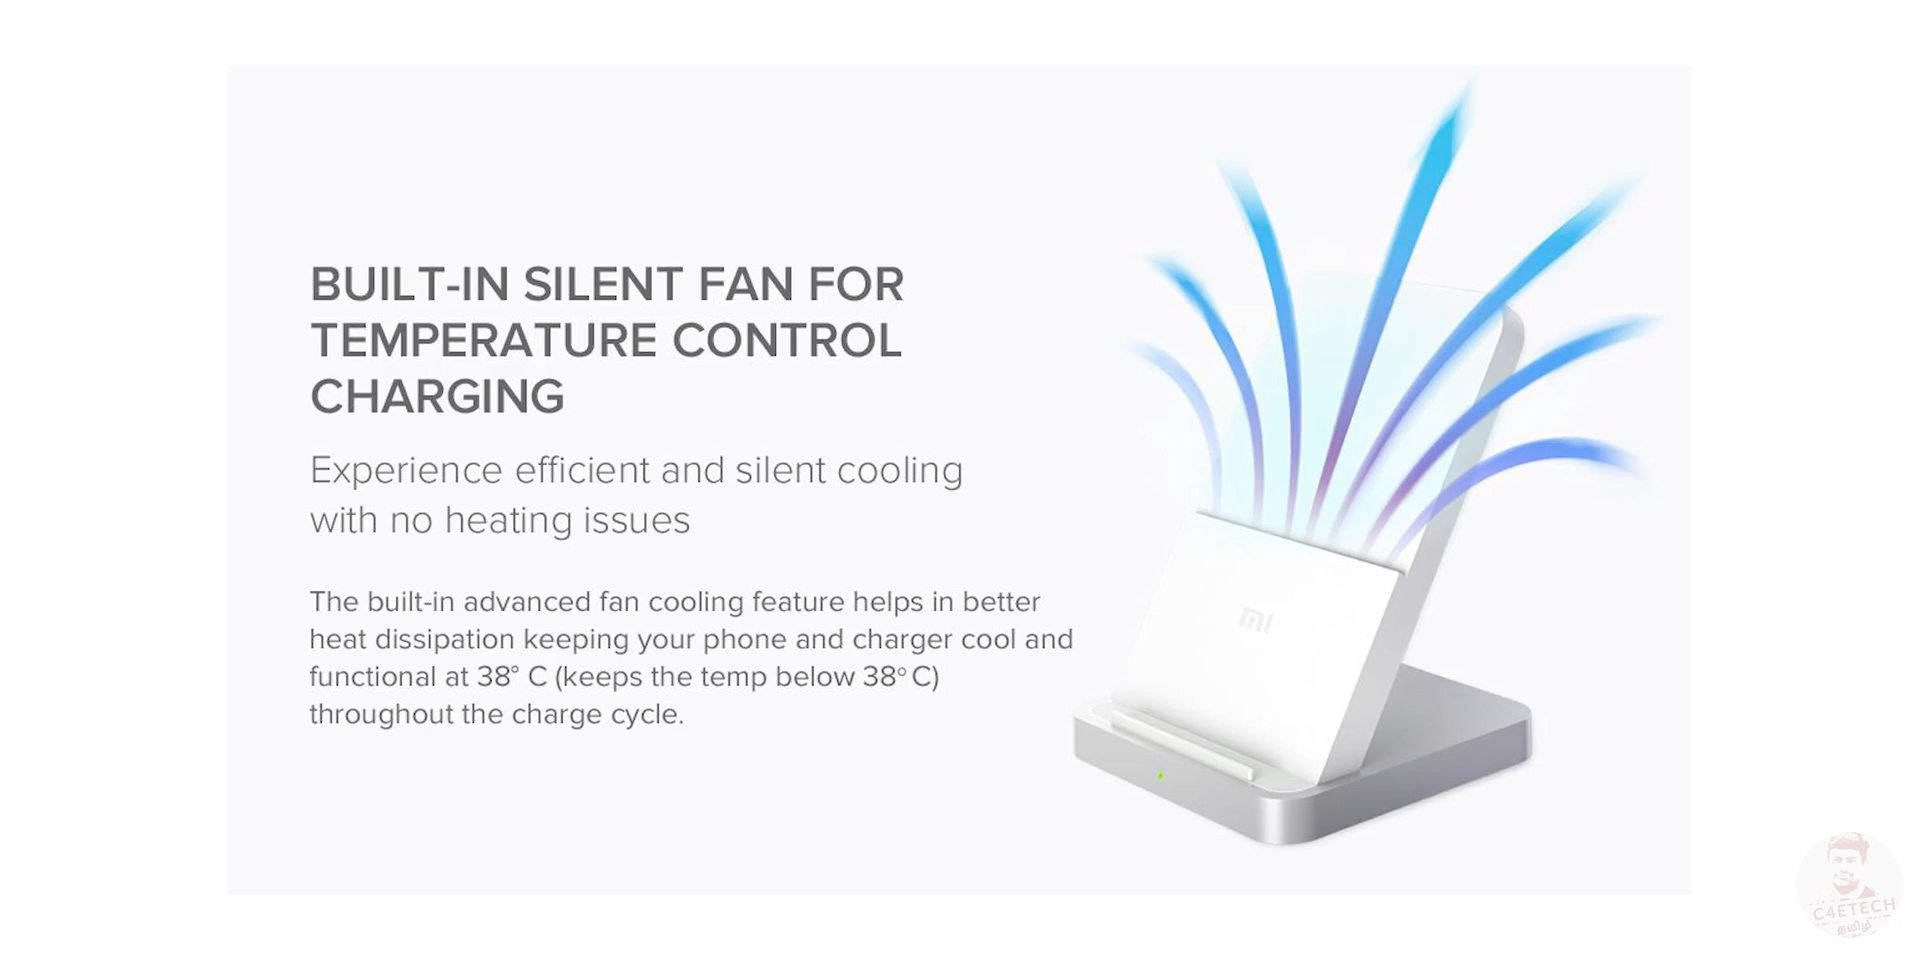 BUILT-IN SILENT FAN FOR
TEMPERATURE CONTROL
CHARGING
Experience efficient and silent cooling
with no heating issues
The built-in advanced fan cooling feature helps in better
heat dissipation keeping your phone and charger cool and
functional at 38° C (keeps the temp below 38° C)
throughout the charge cycle.
mi
C4ETECH
தமிழ்